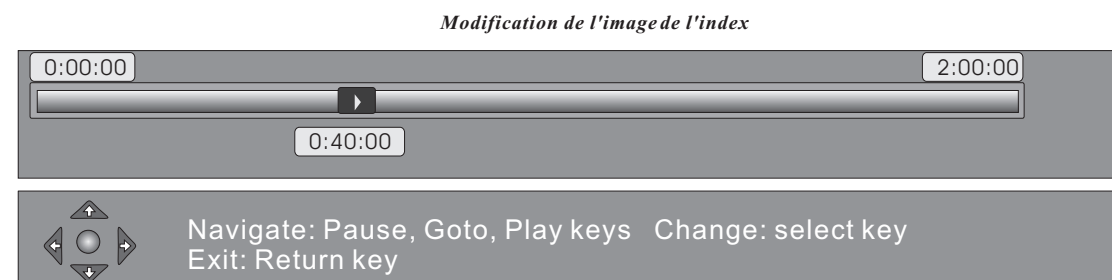 Modification de l'image de l'index
0:00:00 2:00:00
0:40:00
Navigate: Pause, Goto, Play keys Change: select key
Exit: Return key